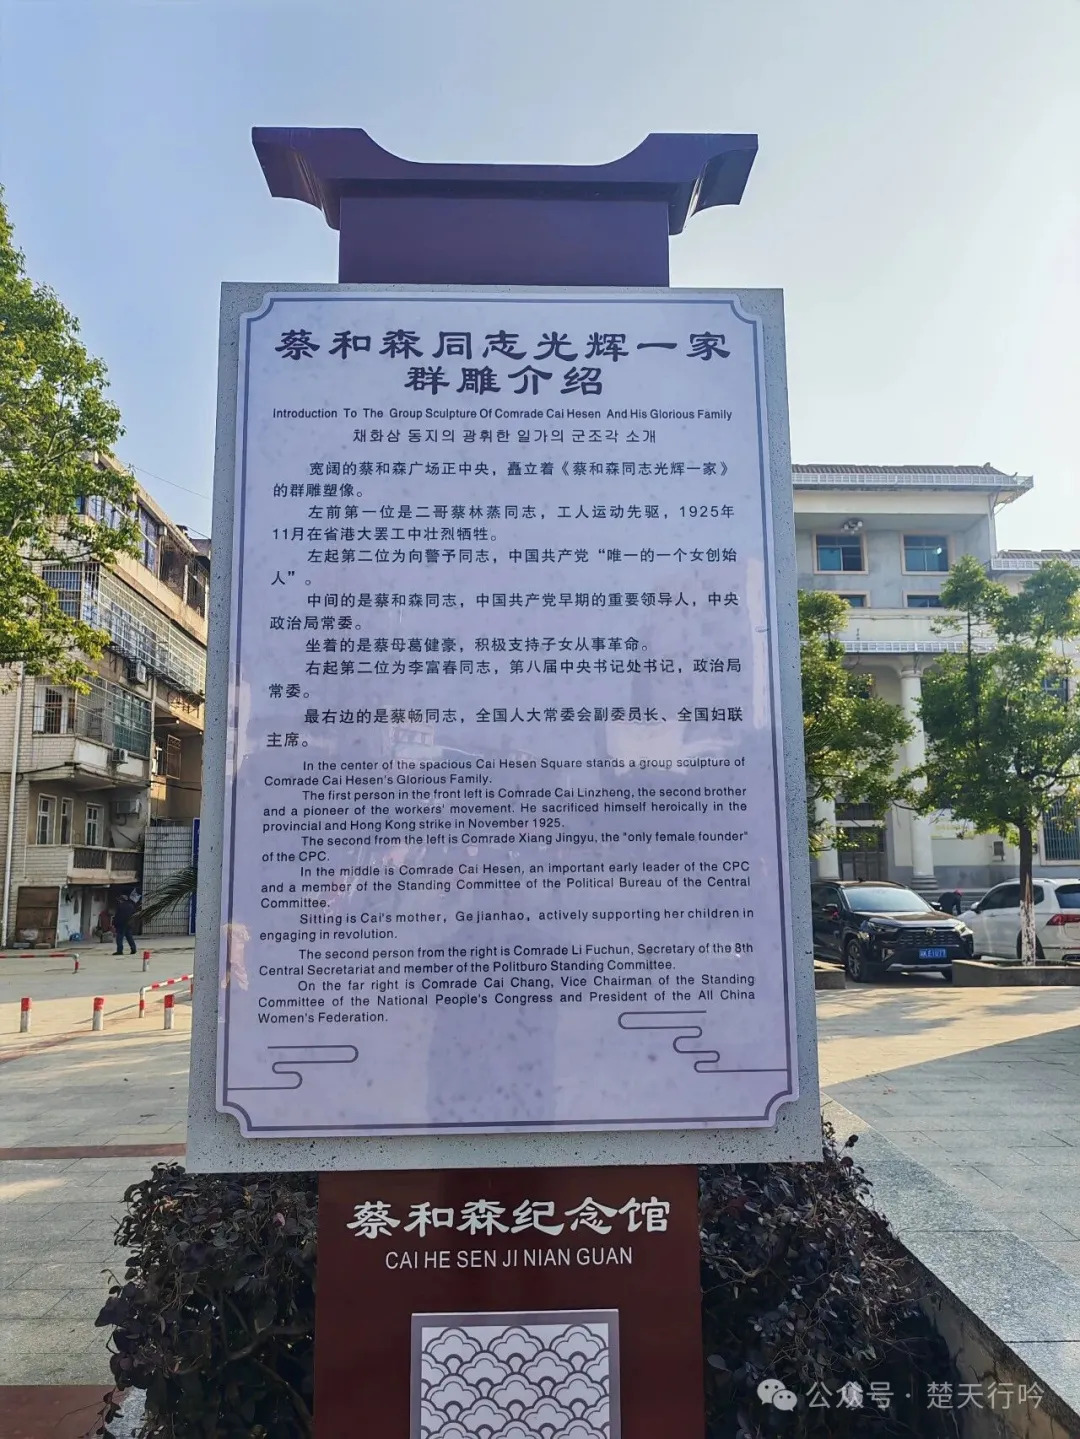 蔡和森同志光辉一家
群雕介绍
Introduction To The Group Sculpture Of Comrade Cai Hesen And His Glorious Family
채화삼 동지의 광휘한 일가의 군조각 소개
宽阔的蔡和森广场正中央，矗立着《蔡和森同志光辉一家》
的群雕塑像。
左前第一位是二哥蔡林蒸同志，工人运动先驱，1925年
11月在省港大罢工中壮烈牺牲。
左起第二位为向警予同志，中国共产党“唯一的一个女创始
人”。
中间的是蔡和森同志，中国共产党早期的重要领导人，中央
政治局常委。
坐着的是蔡母葛健豪，积极支持子女从事革命。
右起第二位为李富春同志，第八届中央书记处书记，政治局
常委。
最右边的是蔡畅同志，全国人大常委会副委员长、全国妇联
主席。
In the center of the spacious Cai Hesen Square stands a group sculpture of
Comrade Cai Hesen's Glorious Family.
The first person in the front left is Comrade Cai Linzheng, the second brother
and a pioneer of the workers' movement. He sacrificed himself heroically in the
provincial and Hong Kong strike in November 1925.
The second from the left is Comrade Xiang Jingyu, the "only female founder"
of the CPC.
In the middle is Comrade Cai Hesen, an important early leader of the CPC
and a member of the Standing Committee of the Political Bureau of the Central
Committee.
Sitting is Cai's mother, Ge jianhao, actively supporting her children in
engaging in revolution.
The second person from the right is Comrade Li Fuchun, Secretary of the 8th
Central Secretariat and member of the Politburo Standing Committee.
On the far right is Comrade Cai Chang, Vice Chairman of the Standing
Committee of the National People's Congress and President of the All China
Women's Federation.
蔡和森纪念馆
CAI HE SEN JI NIAN GUAN
公众号·楚天行吟